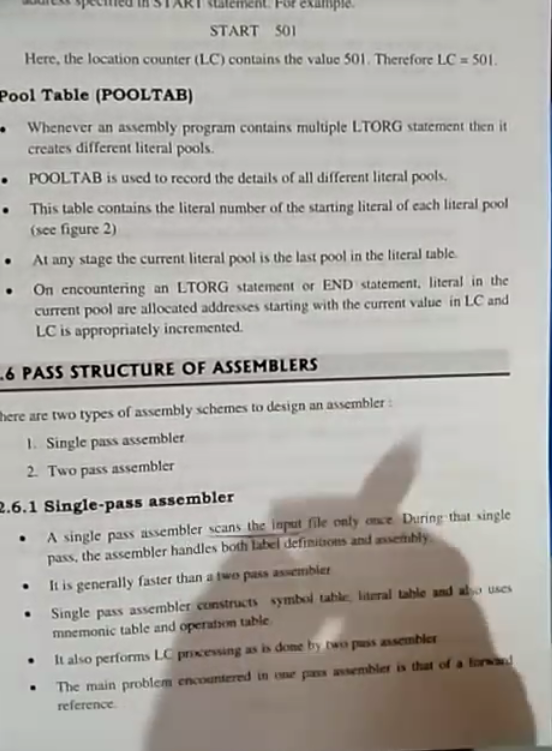 address specified in START statement. For example.
START 501
Here, the location counter (LC) contains the value 501. Therefore LC = 501.
Pool Table (POOLTAB)
• Whenever an assembly program contains multiple LTORG statement then it
creates different literal pools.
• POOLTAB is used to record the details of all different literal pools.
• This table contains the literal number of the starting literal of each literal pool
(see figure 2)
• At any stage the current literal pool is the last pool in the literal table.
• On encountering an LTORG statement or END statement, literal in the
current pool are allocated addresses starting with the current value in LC and
LC is appropriately incremented.
.6 PASS STRUCTURE OF ASSEMBLERS
here are two types of assembly schemes to design an assembler :
1. Single pass assembler
2. Two pass assembler
2.6.1 Single-pass assembler
• A single pass assembler scans the input file only once. During that single
pass, the assembler handles both label definitions and assembly.
• It is generally faster than a two pass assembler
• Single pass assembler constructs symbol table, literal table and also uses
mnemonic table and operation table
• It also performs LC processing as is done by two pass assembler
• The main problem encountered in one pass assembler is that of a forward
reference.